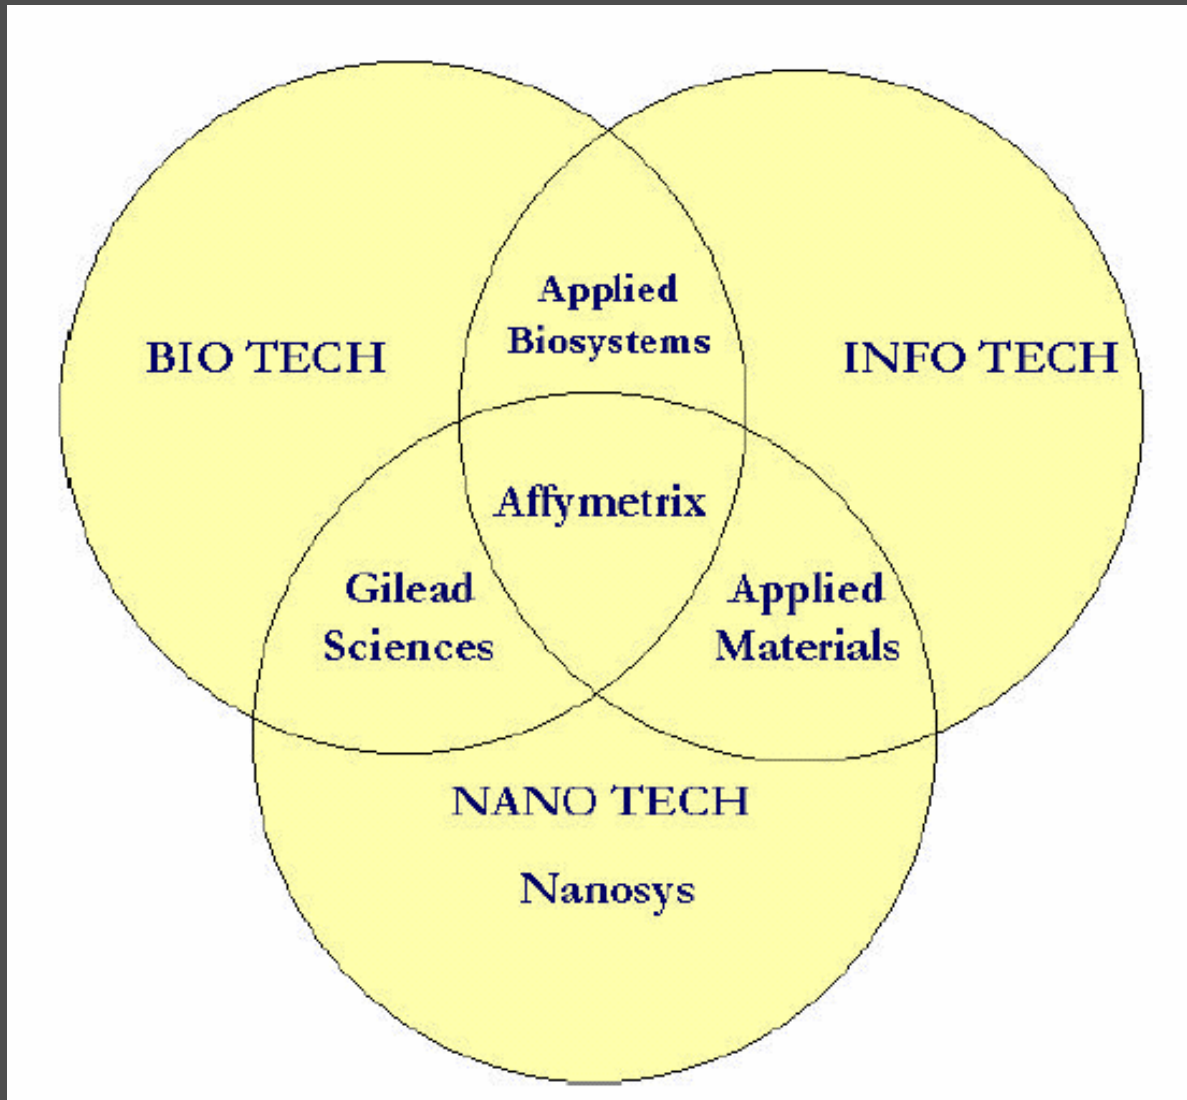 Applied
Biosystems
BIO TECH
INFO TECH
Affymetrix
Gilead
Sciences
Applied
Materials
NANO TECH
Nanosys